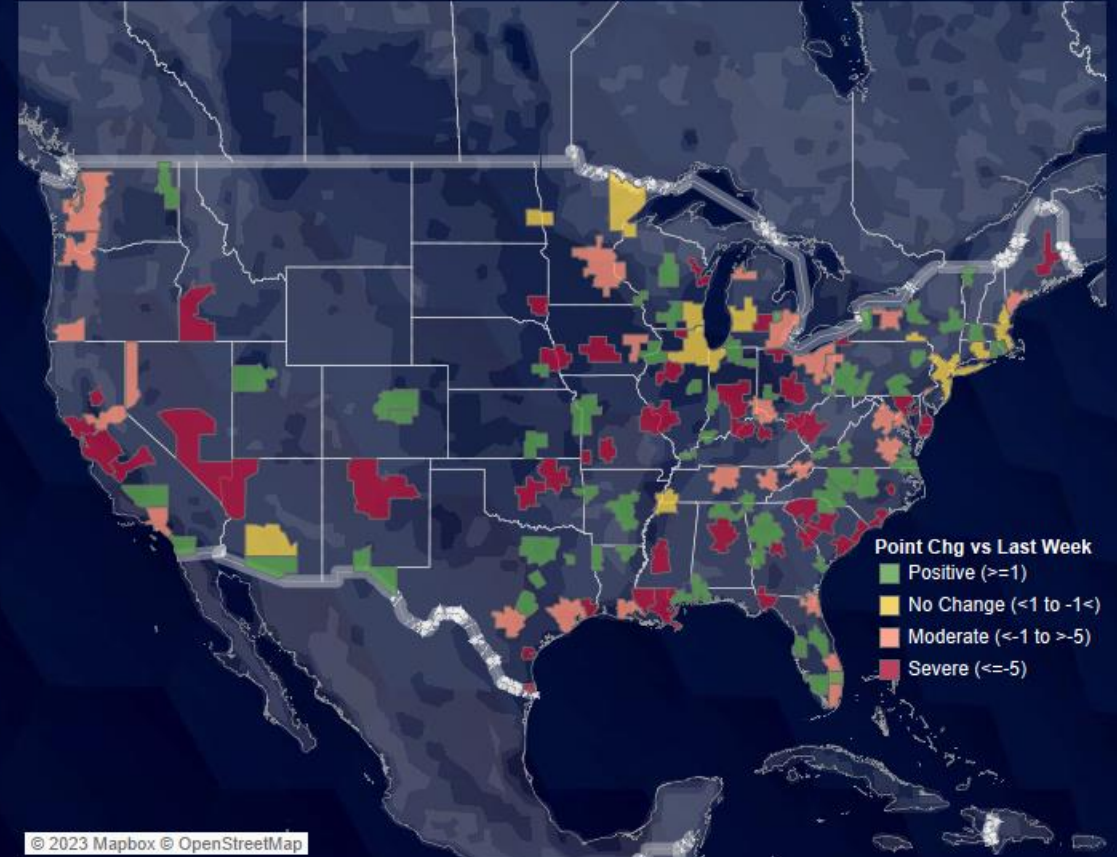 Point Chg vs Last Week
Positive (>=1)
No Change (<1 to -1<)
Moderate (<-1 to >-5)
Severe (<=-5)
© 2023 Mapbox © OpenStreetMap